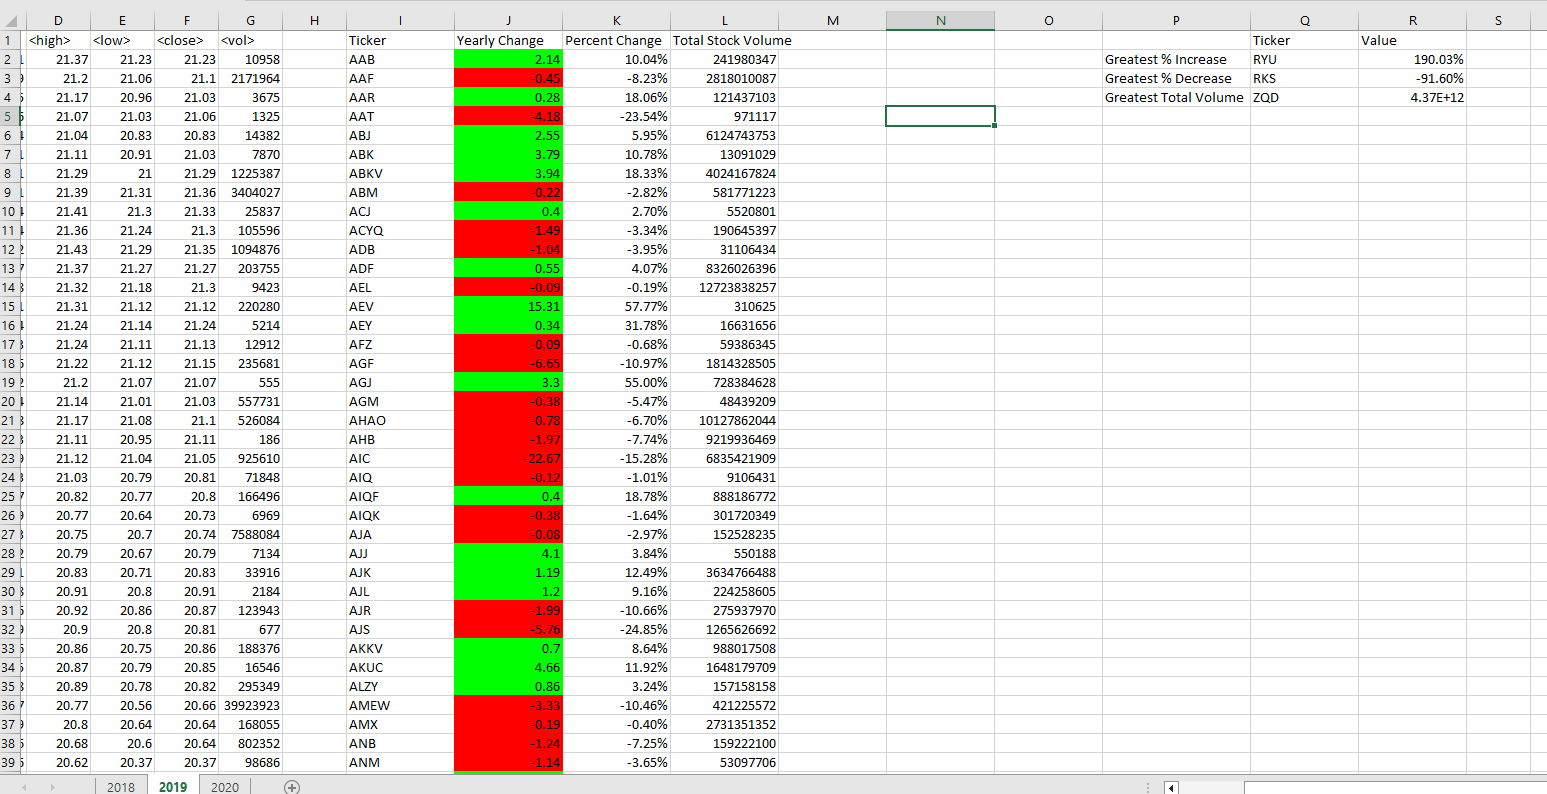 D E F G H I J K L M N O P Q R S
1 <high> <low> <close> <vol> Ticker Yearly Change Percent Change Total Stock Volume Ticker Value
2 21.37 21.23 21.23 10958 AAB 2.14 10.04% 241980347 Greatest % Increase RYU 190.03%
3 21.2 21.06 21.1 2171964 AAF -0.45 -8.23% 2818010087 Greatest % Decrease RKS -91.60%
4 21.17 20.96 21.03 3675 AAR 0.28 18.06% 121437103 Greatest Total Volume ZQD 4.37E+12
5 21.07 21.03 21.06 1325 AAT -4.18 -23.54% 971117
6 21.04 20.83 20.83 14382 ABJ 2.55 5.95% 6124743753
7 21.11 20.91 21.03 7870 ABK 3.79 10.78% 13091029
8 21.29 21 21.29 1225387 ABKV 3.94 18.33% 4024167824
9 21.39 21.31 21.36 3404027 ABM -0.22 -2.82% 581771223
10 21.41 21.3 21.33 25837 ACJ 0.4 2.70% 5520801
11 21.36 21.24 21.3 105596 ACYQ -1.49 -3.34% 190645397
12 21.43 21.29 21.35 1094876 ADB -1.04 -3.95% 31106434
13 21.37 21.27 21.27 203755 ADF 0.55 4.07% 8326026396
14 21.32 21.18 21.3 9423 AEL -0.09 -0.19% 12723838257
15 21.31 21.12 21.12 220280 AEV 15.31 57.77% 310625
16 21.24 21.14 21.24 5214 AEY 0.34 31.78% 16631656
17 21.24 21.11 21.13 12912 AFZ -0.09 -0.68% 59386345
18 21.22 21.12 21.15 235681 AGF -6.65 -10.97% 1814328505
19 21.2 21.07 21.07 555 AGJ 3.3 55.00% 728384628
20 21.14 21.01 21.03 557731 AGM -0.38 -5.47% 48439209
21 21.17 21.08 21.1 526084 AHAO -0.78 -6.70% 10127862044
22 21.11 20.95 21.11 186 AHB -1.97 -7.74% 9219936469
23 21.12 21.04 21.05 925610 AIC -22.67 -15.28% 6835421909
24 21.03 20.79 20.81 71848 AIQ -0.12 -1.01% 9106431
25 20.82 20.77 20.8 166496 AIQF 0.4 18.78% 888186772
26 20.77 20.64 20.73 6969 AIQK -0.38 -1.64% 301720349
27 20.75 20.7 20.74 7588084 AJA -0.08 -2.97% 152528235
28 20.79 20.67 20.79 7134 AJJ 4.1 3.84% 550188
29 20.83 20.71 20.83 33916 AJK 1.19 12.49% 3634766488
30 20.91 20.8 20.91 2184 AJL 1.2 9.16% 224258605
31 20.92 20.86 20.87 123943 AJR -1.99 -10.66% 275937970
32 20.9 20.8 20.81 677 AJS -5.76 -24.85% 1265626692
33 20.86 20.75 20.86 188376 AKKV 0.7 8.64% 988017508
34 20.87 20.79 20.85 16546 AKUC 4.66 11.92% 1648179709
35 20.89 20.78 20.82 295349 ALZY 0.86 3.24% 157158158
36 20.77 20.56 20.66 39923923 AMEW -3.33 -10.46% 421225572
37 20.8 20.64 20.64 168055 AMX -0.19 -0.40% 2731351352
38 20.68 20.6 20.64 802352 ANB -1.24 -7.25% 159222100
39 20.62 20.37 20.37 98686 ANM -1.14 -3.65% 53097706
2018 2019 2020